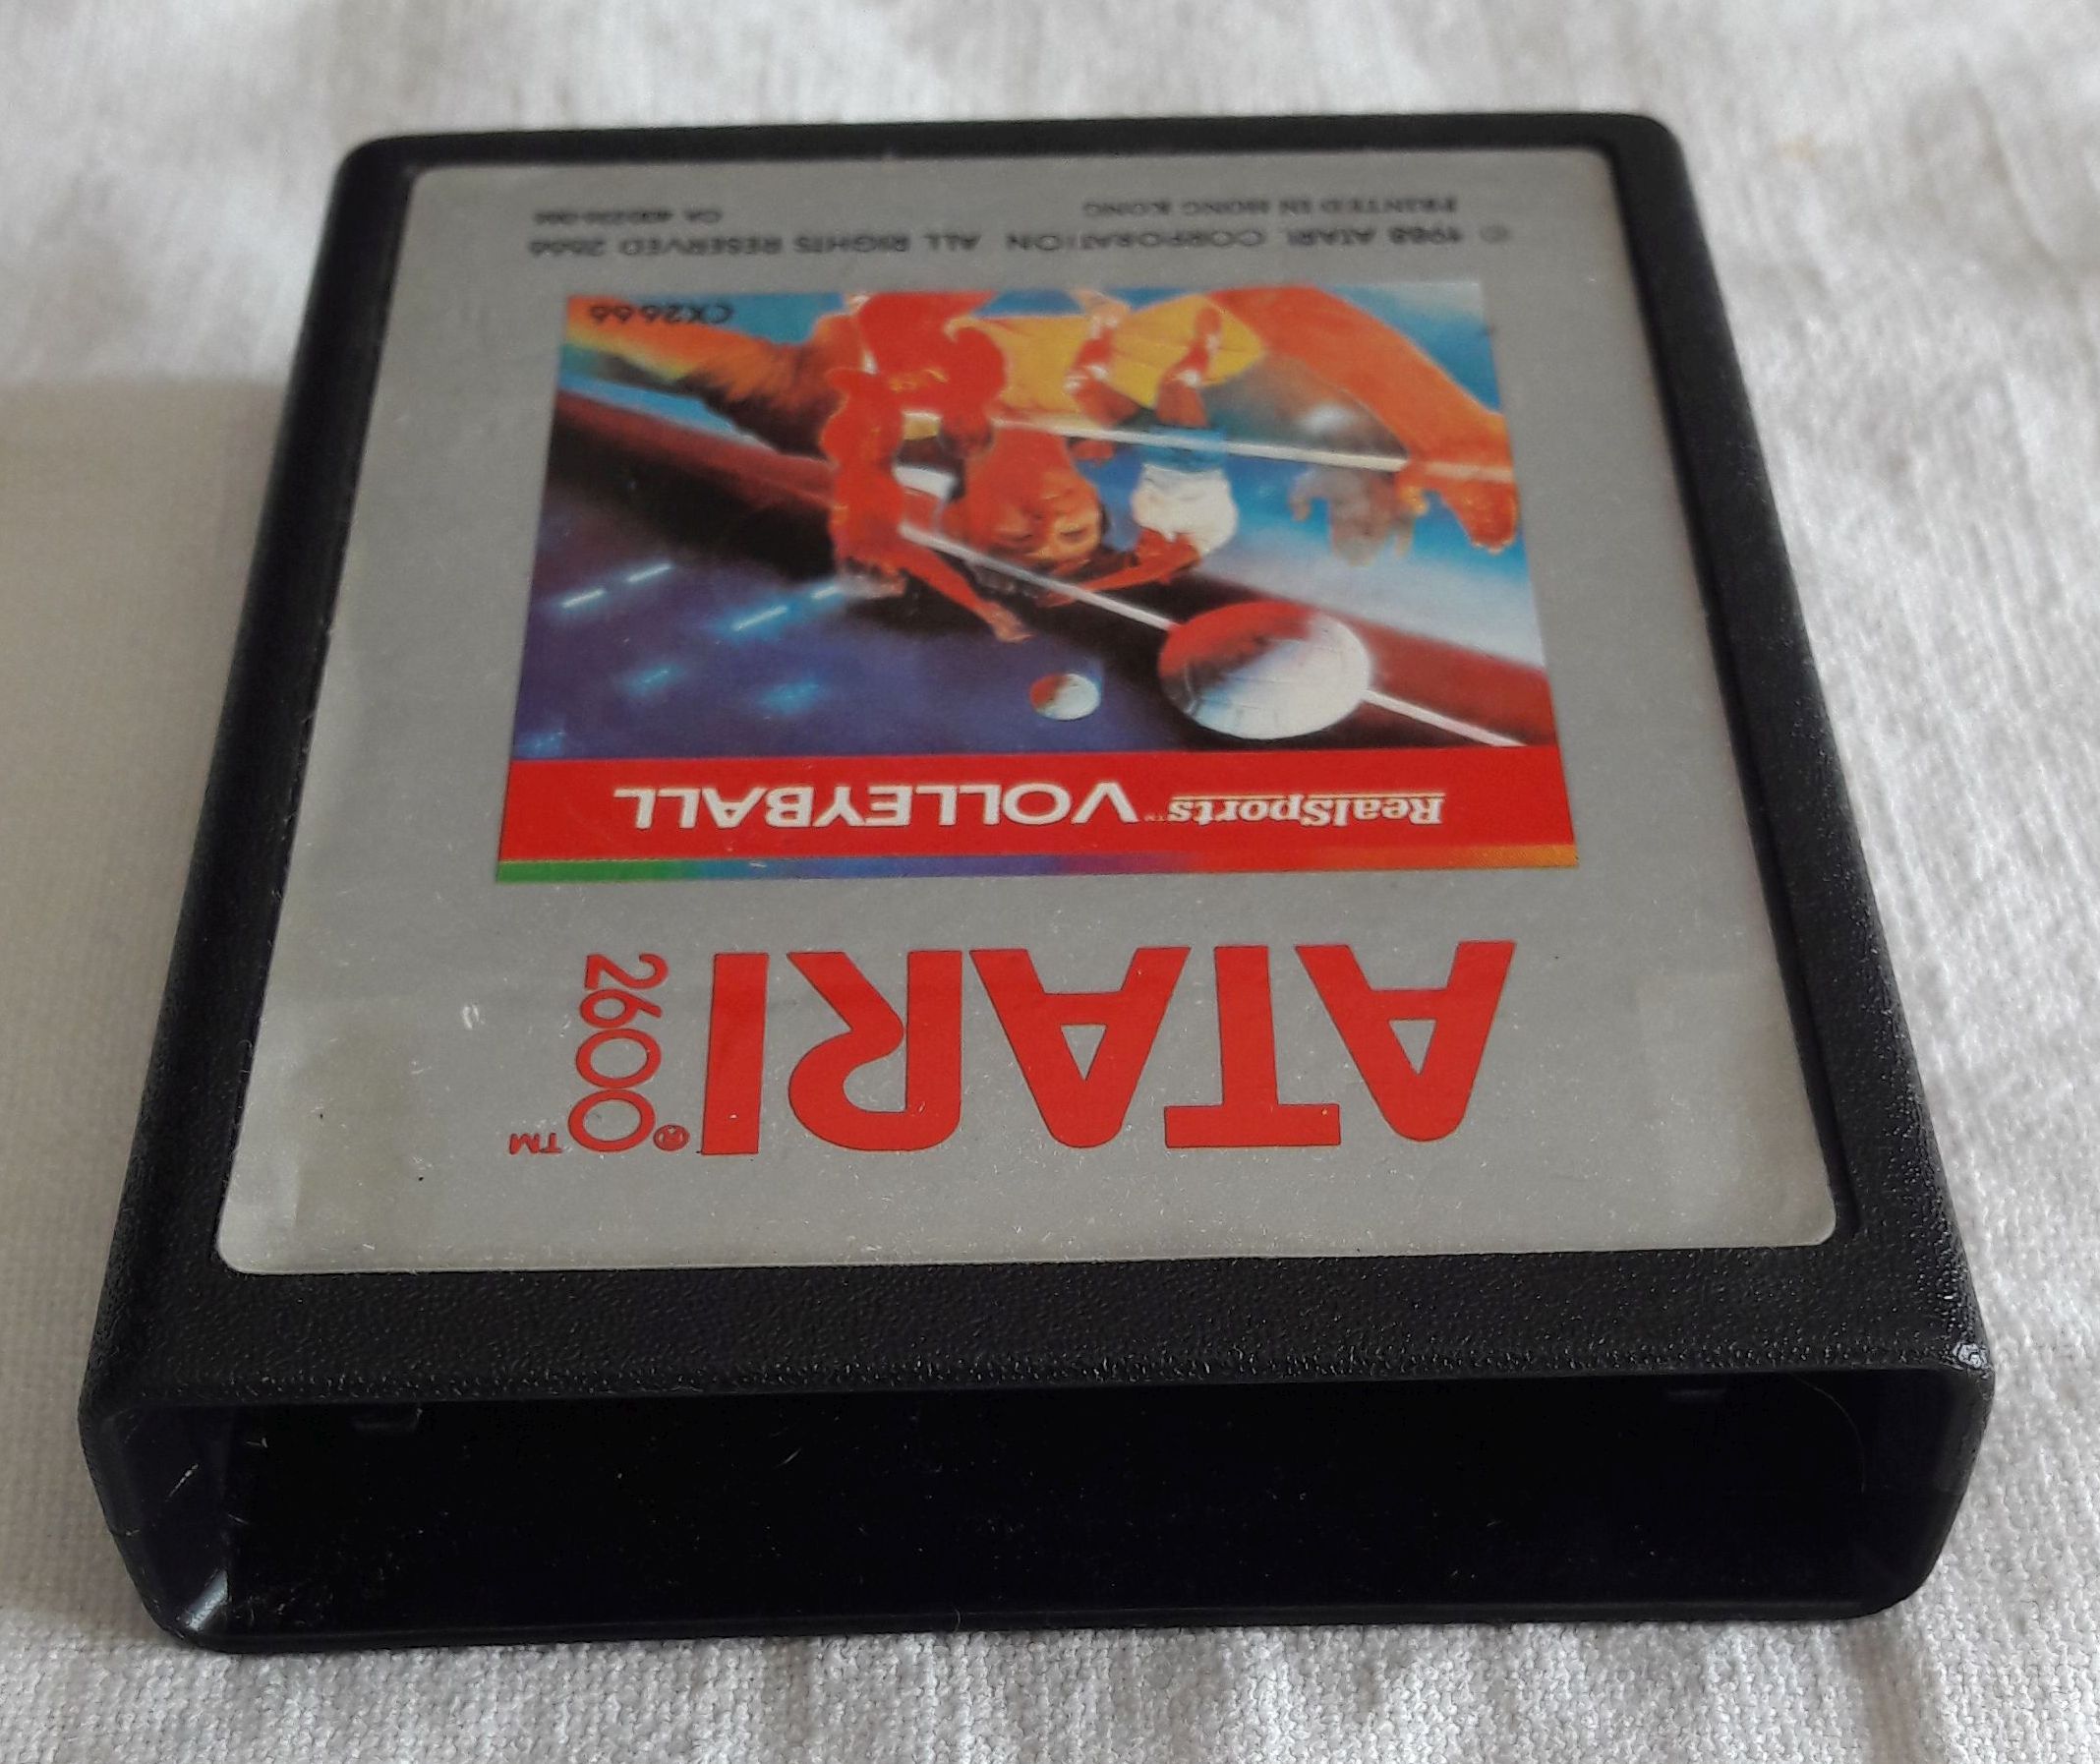 ATARI® 2600™
RealSports™ VOLLEYBALL
CX2666
© 1988 ATARI CORPORATION ALL RIGHTS RESERVED 2666
PRINTED IN HONG KONG